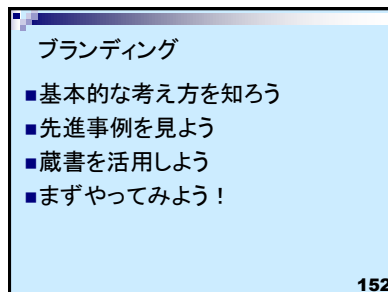 ブランディング
■基本的な考え方を知ろう
■先進事例を見よう
■蔵書を活用しよう
■まずやってみよう！
152